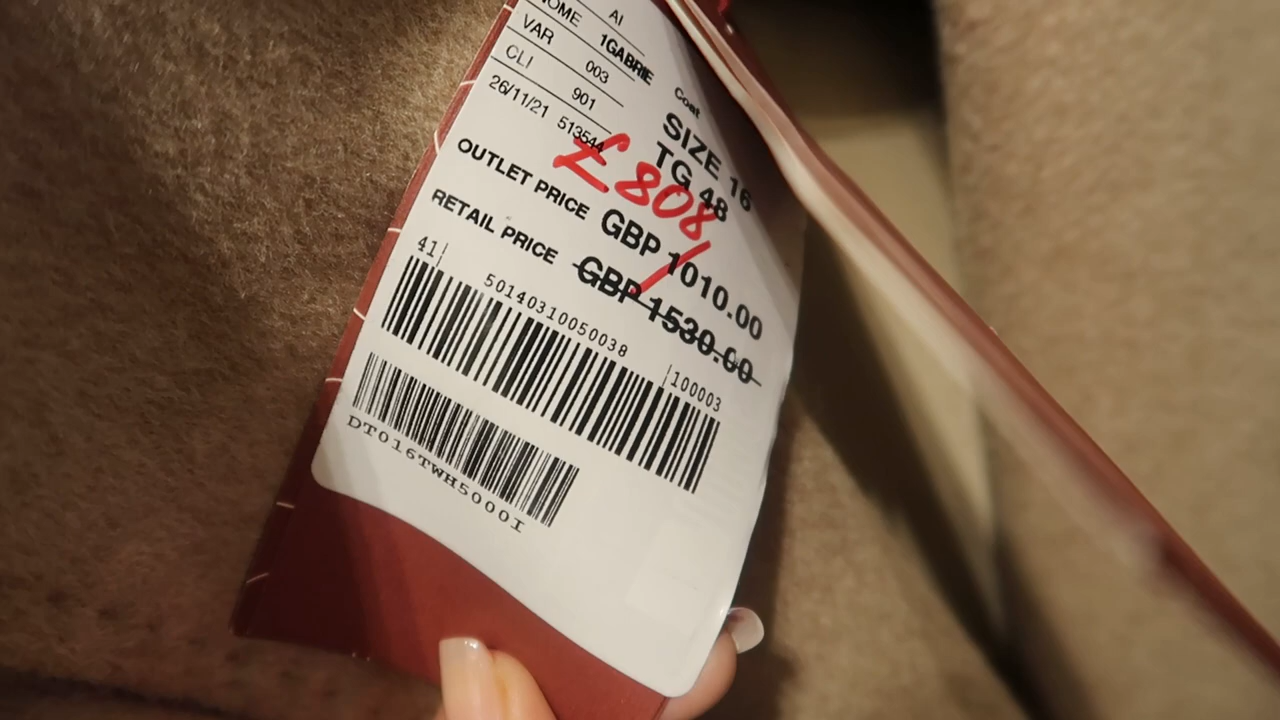 AI
1GABRIE
VAR 003
CLI 901
26/11/21 513544
Coat
SIZE 16
TG 48
£808/
OUTLET PRICE GBP 1010.00
RETAIL PRICE GBP 1530.00
41 50140310050038 100003
DT016TWH5000I